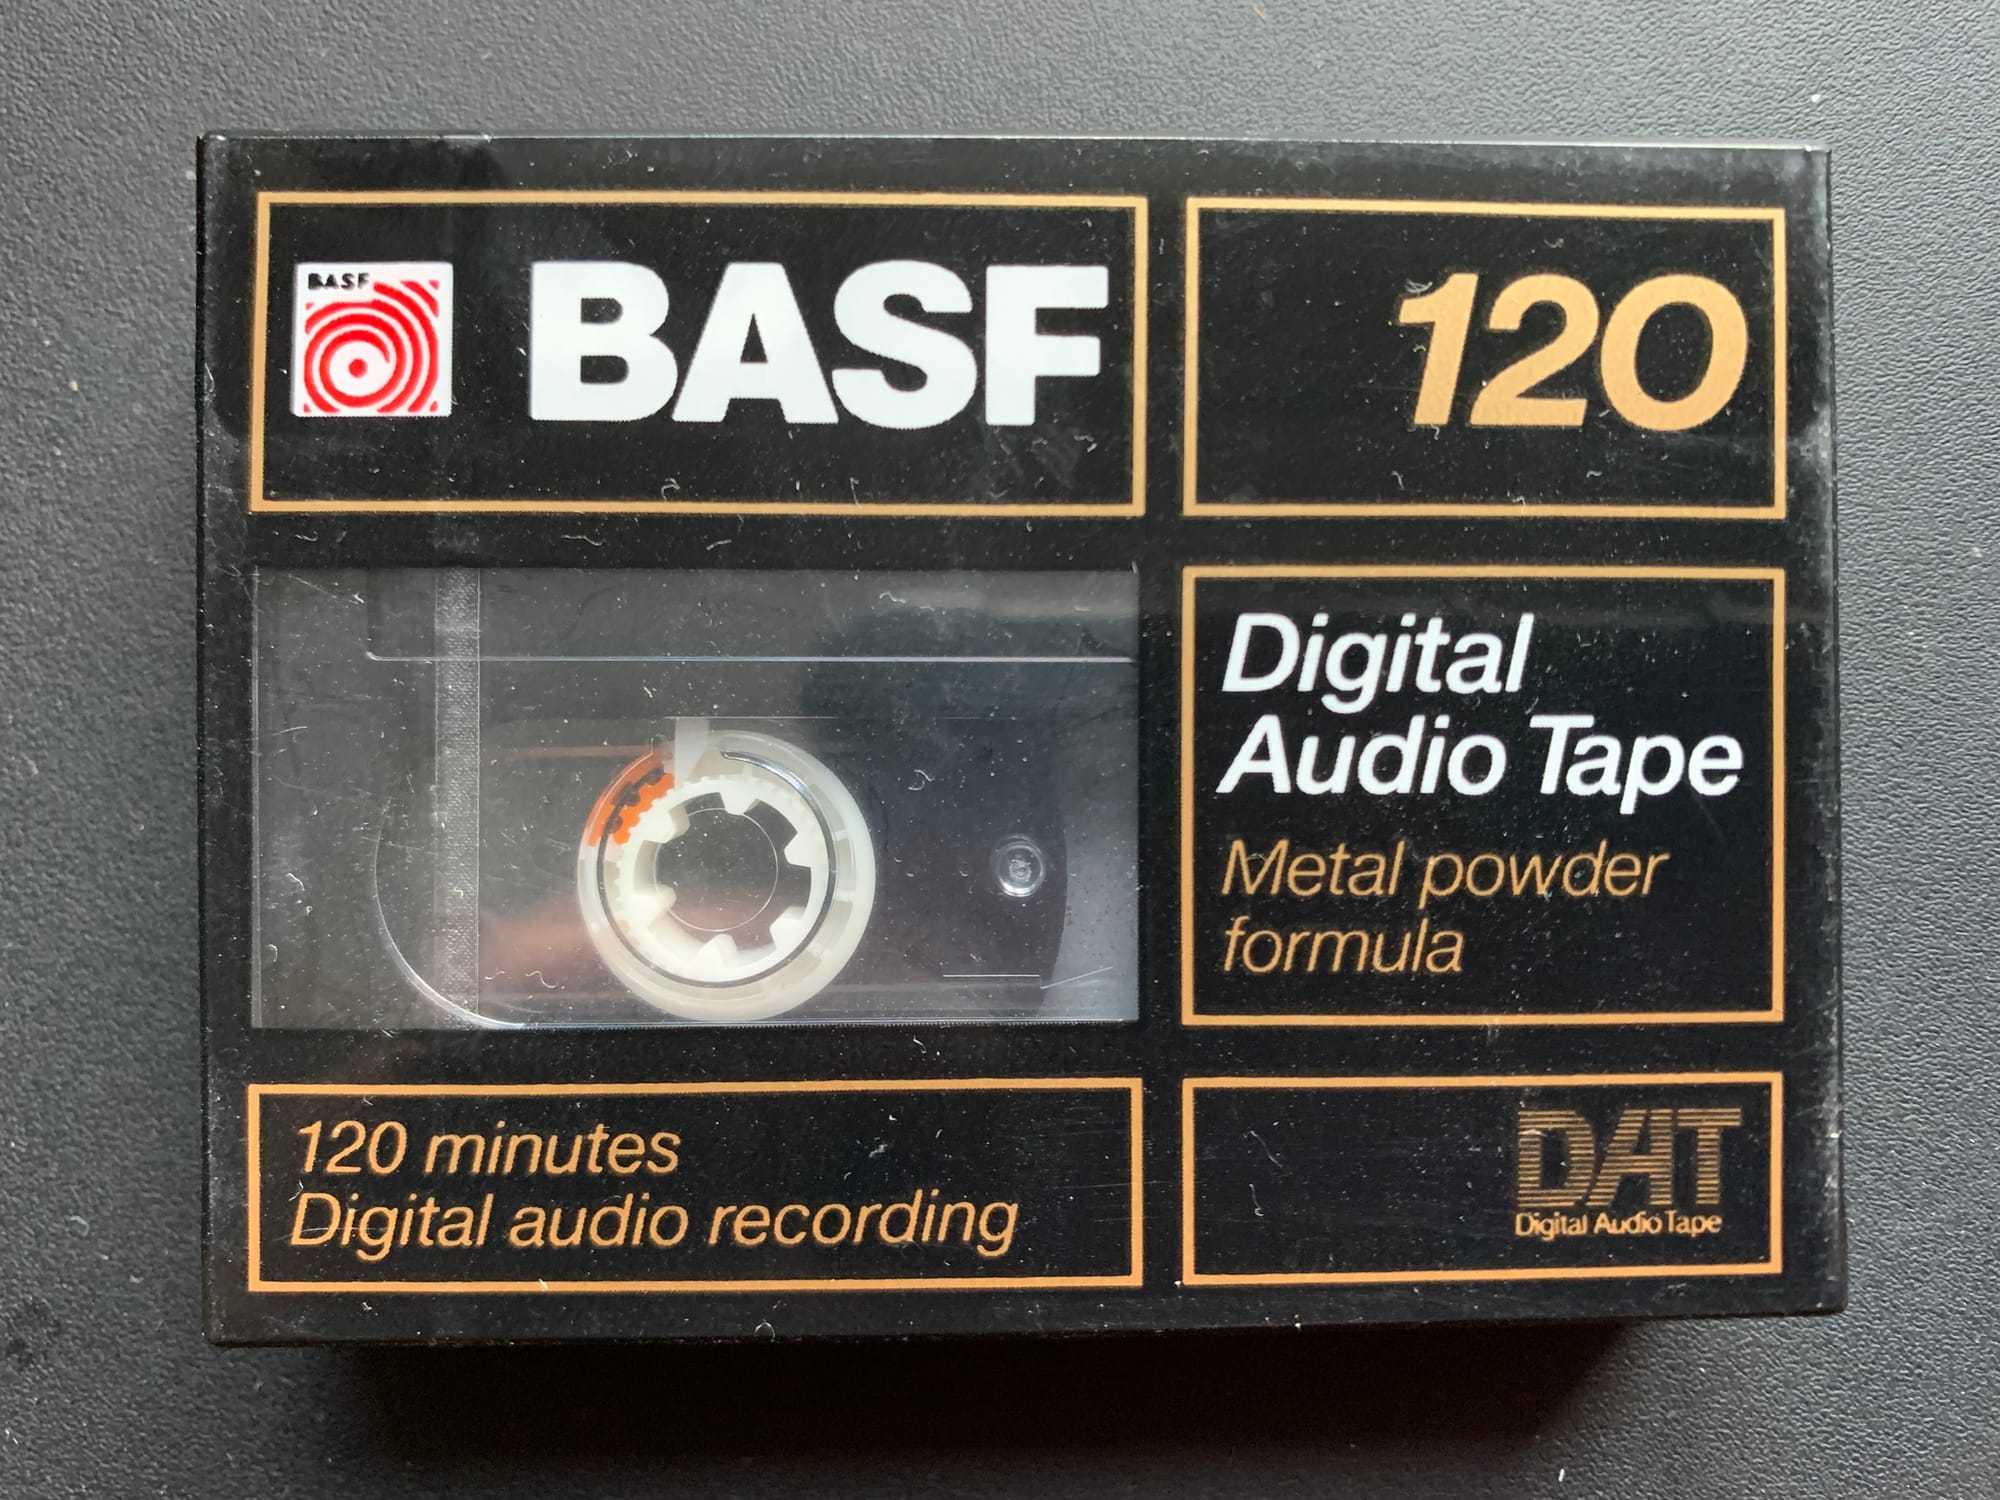 BASF
BASF
120
Digital
Audio Tape
Metal powder
formula
120 minutes
Digital audio recording
DAT
Digital Audio Tape